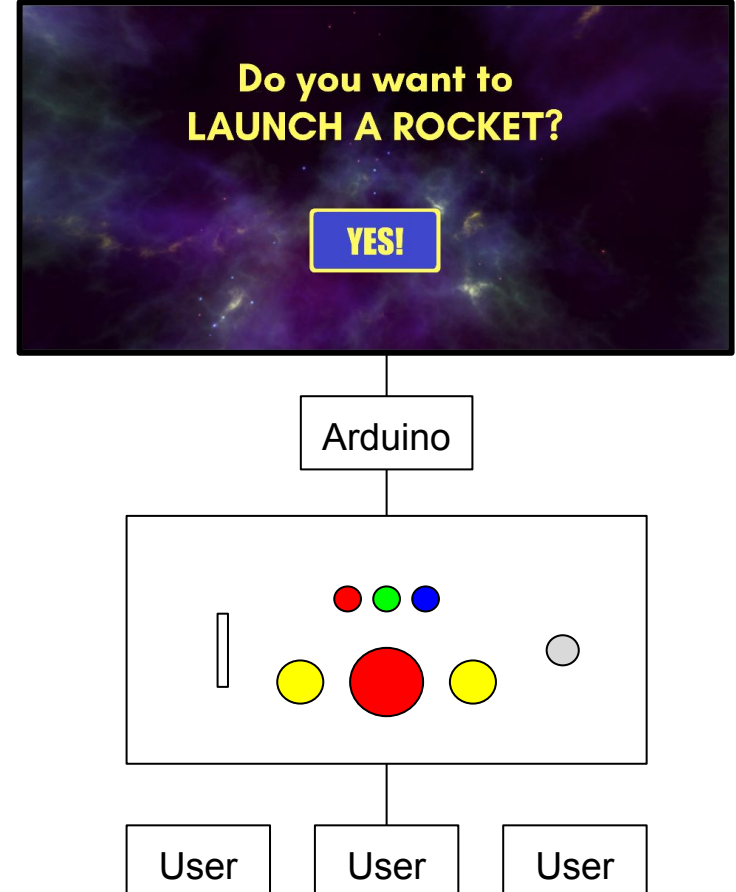 Do you want to
LAUNCH A ROCKET?
YES!
Arduino
User
User
User